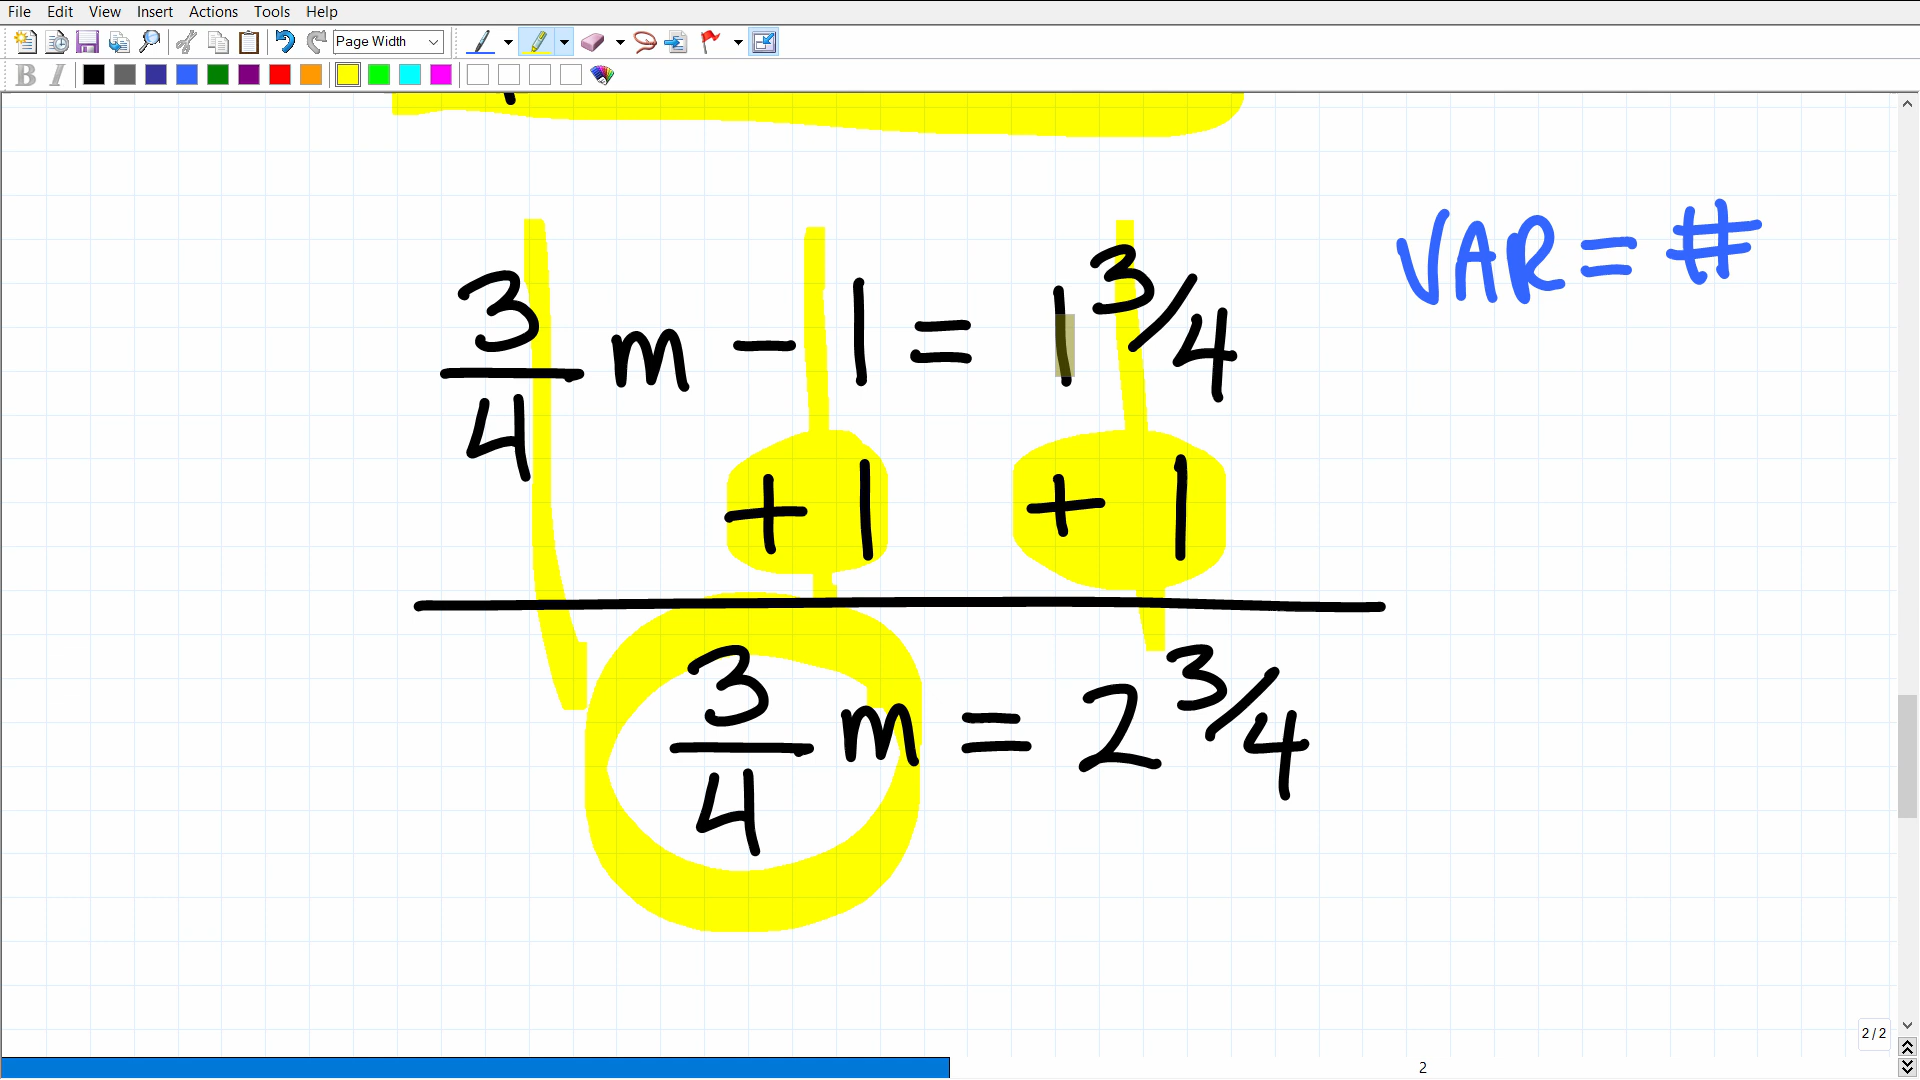 File Edit View Insert Actions Tools Help
Page Width
B I
VAR = #
3/4 m - 1 = 1 3/4
+ 1 + 1
3/4 m = 2 3/4
2 / 2
2